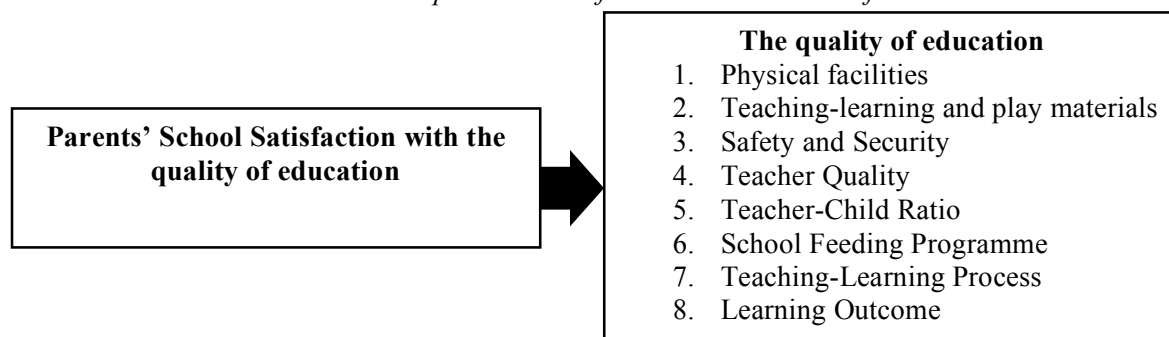 Parents’ School Satisfaction with the
quality of education
The quality of education
1. Physical facilities
2. Teaching-learning and play materials
3. Safety and Security
4. Teacher Quality
5. Teacher-Child Ratio
6. School Feeding Programme
7. Teaching-Learning Process
8. Learning Outcome